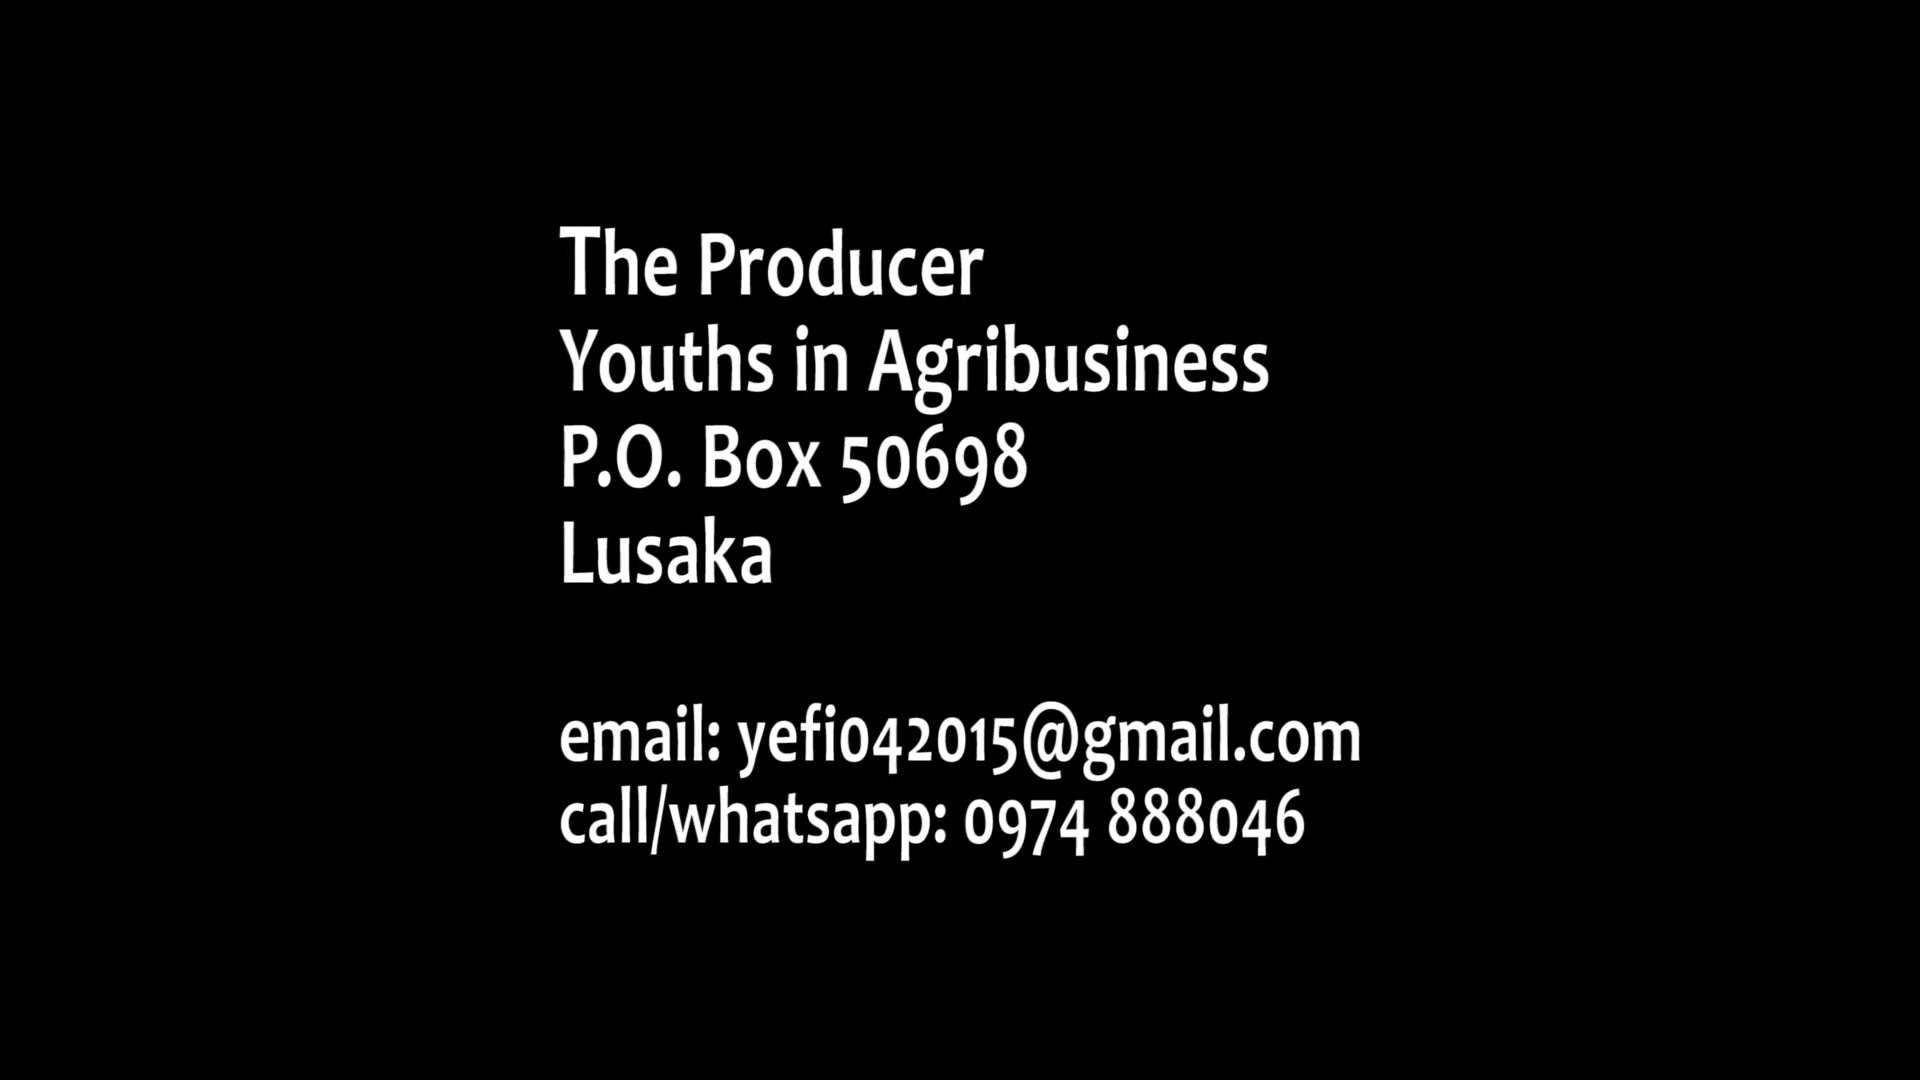 The Producer
Youths in Agribusiness
P.O. Box 50698
Lusaka
email: yefi042015@gmail.com
call/whatsapp: 0974 888046